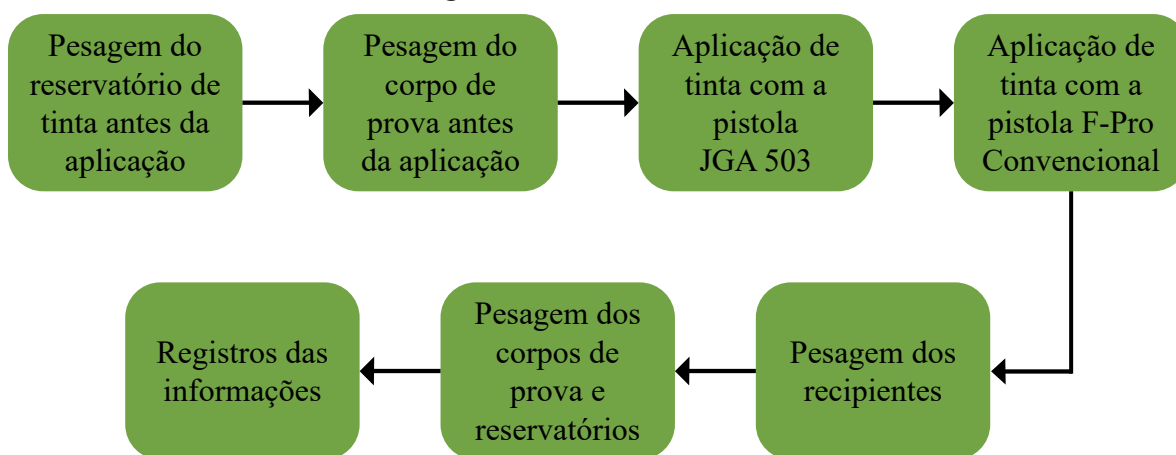 Pesagem do
reservatório de
tinta antes da
aplicação
Pesagem do
corpo de
prova antes
da aplicação
Aplicação de
tinta com a
pistola
JGA 503
Aplicação de
tinta com a
pistola F-Pro
Convencional
Pesagem dos
recipientes
Pesagem dos
corpos de
prova e
reservatórios
Registros das
informações